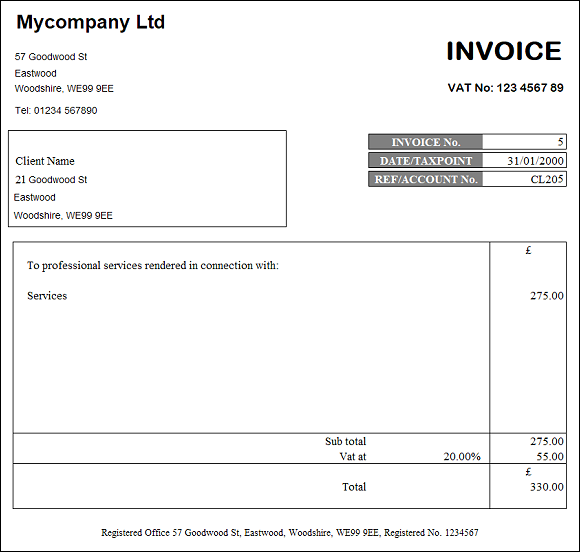 Mycompany Ltd
57 Goodwood St
Eastwood
Woodshire, WE99 9EE
Tel: 01234 567890
INVOICE
VAT No: 123 4567 89
Client Name
21 Goodwood St
Eastwood
Woodshire, WE99 9EE
INVOICE No. 5
DATE/TAXPOINT 31/01/2000
REF/ACCOUNT No. CL205
£
To professional services rendered in connection with:
Services 275.00
Sub total 275.00
Vat at 20.00% 55.00
£
Total 330.00
Registered Office 57 Goodwood St, Eastwood, Woodshire, WE99 9EE, Registered No. 1234567